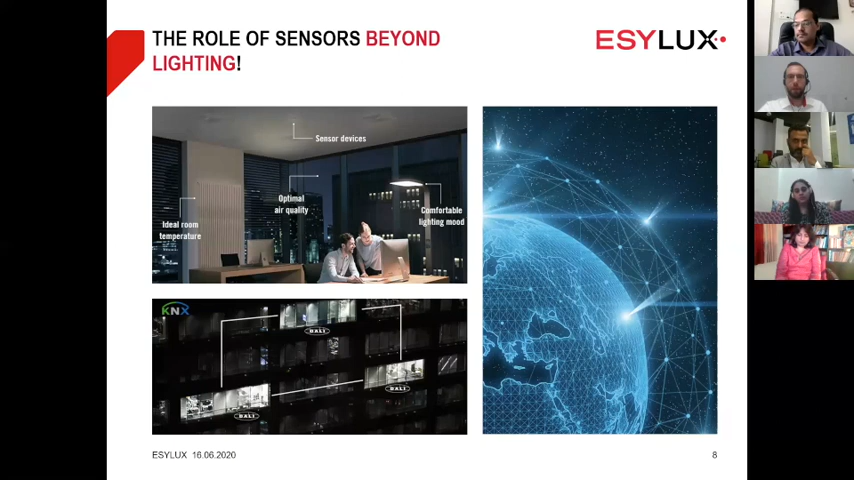 THE ROLE OF SENSORS BEYOND
LIGHTING!
ESYLUX
Sensor devices
Optimal
air quality
Comfortable
lighting mood
Ideal room
temperature
KNX
DALI
DALI
DALI
ESYLUX 16.06.2020
8